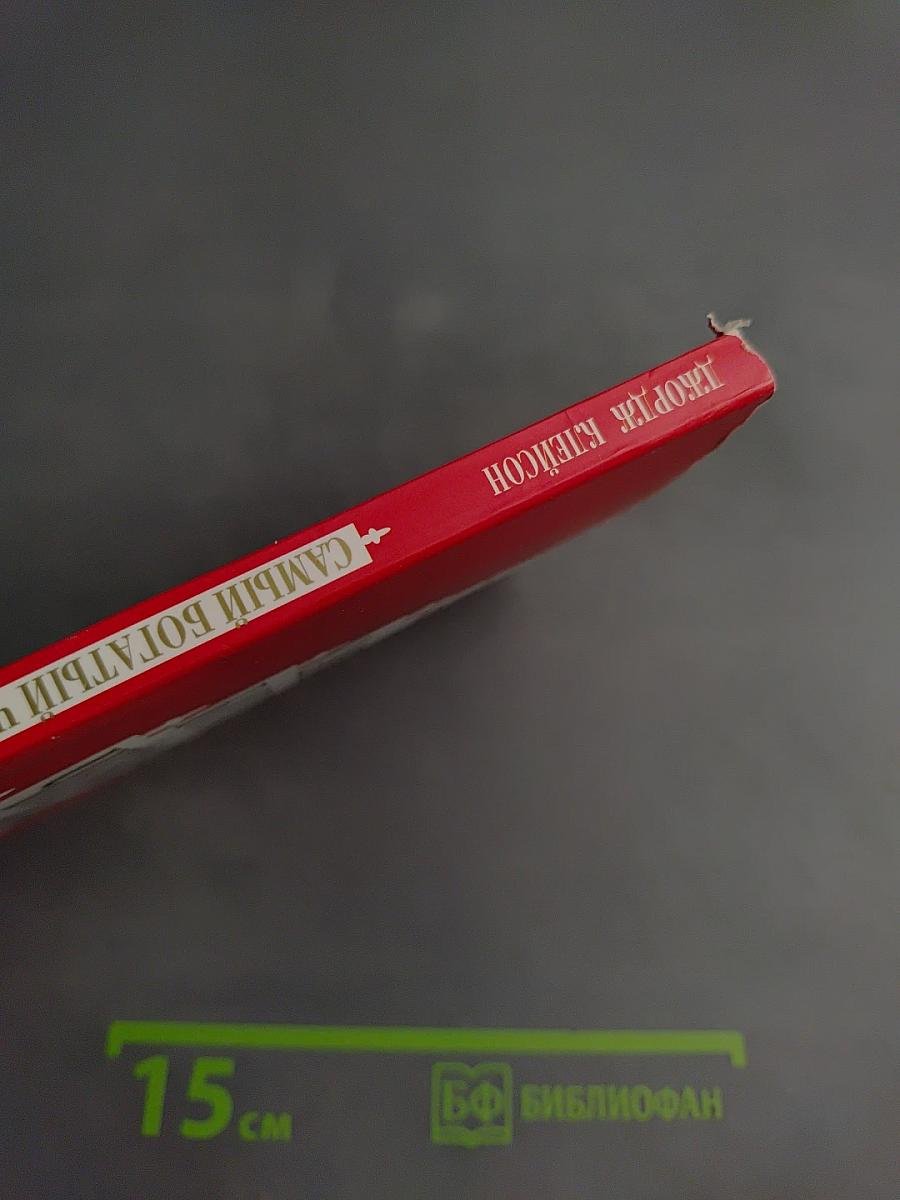 ДЖОРДЖ КЛЕЙСОН
САМЫЙ БОГАТЫЙ Ч
15 см
БФ БИБЛИОФАН